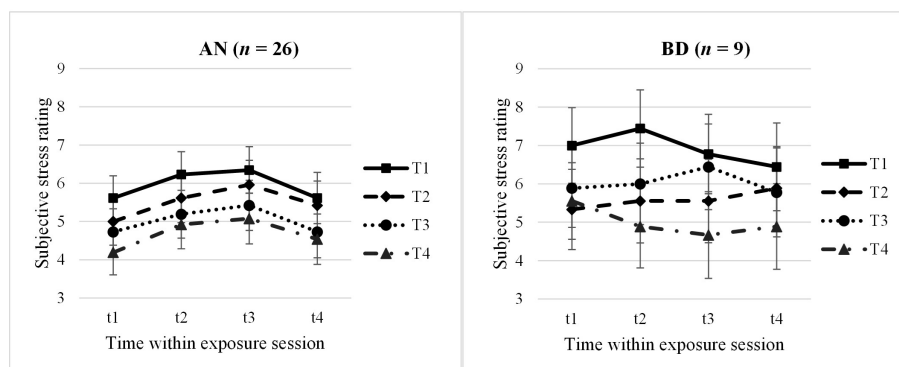 AN (n = 26)
Subjective stress rating
9
8
7
6
5
4
3
t1 t2 t3 t4
Time within exposure session
T1
T2
T3
T4
BD (n = 9)
Subjective stress rating
9
8
7
6
5
4
3
t1 t2 t3 t4
Time within exposure session
T1
T2
T3
T4